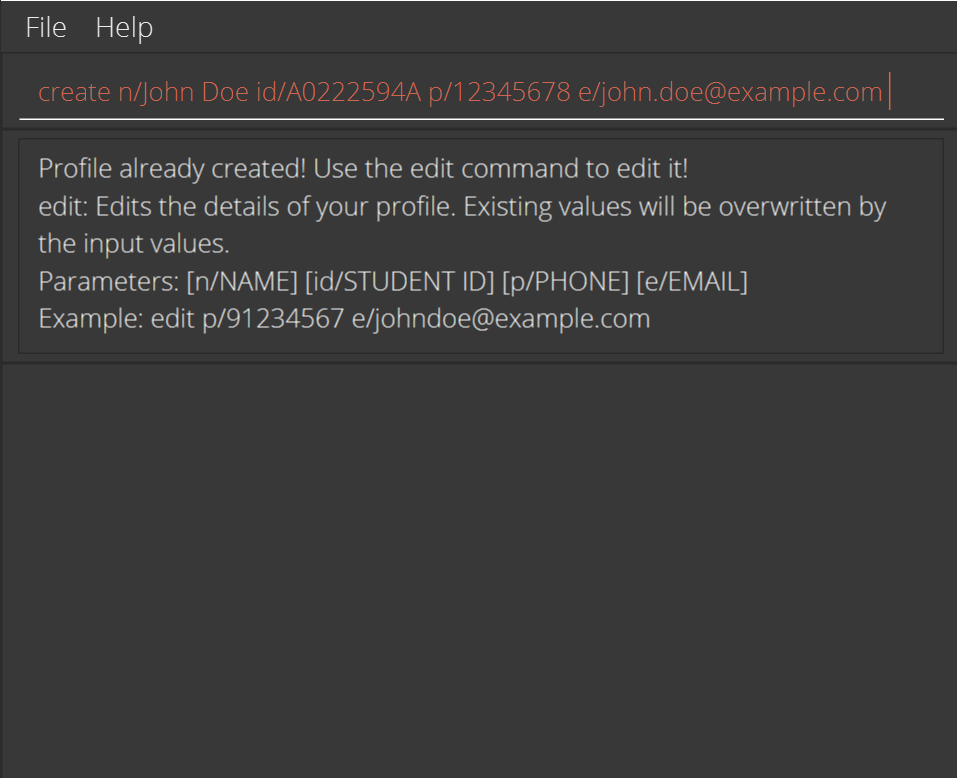 File Help
create n/John Doe id/A0222594A p/12345678 e/john.doe@example.com
Profile already created! Use the edit command to edit it!
edit: Edits the details of your profile. Existing values will be overwritten by
the input values.
Parameters: [n/NAME] [id/STUDENT ID] [p/PHONE] [e/EMAIL]
Example: edit p/91234567 e/johndoe@example.com